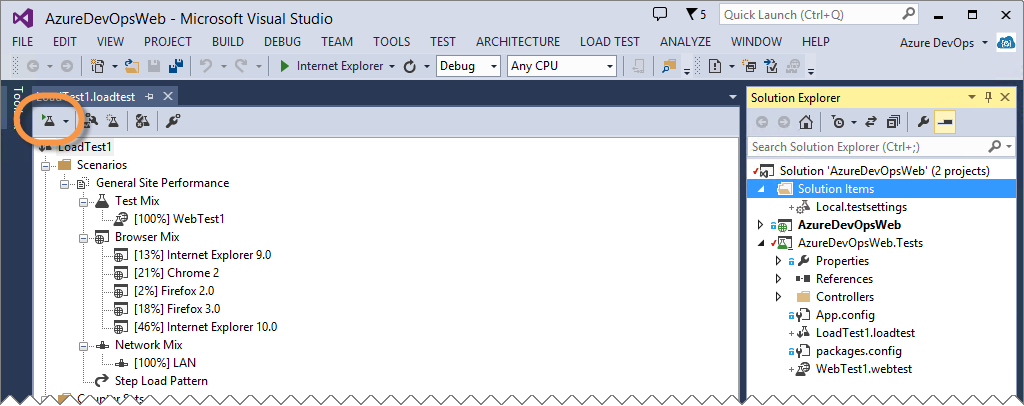 AzureDevOpsWeb - Microsoft Visual Studio
5
Quick Launch (Ctrl+Q)
FILE EDIT VIEW PROJECT BUILD DEBUG TEAM TOOLS TEST ARCHITECTURE LOAD TEST ANALYZE WINDOW HELP Azure DevOps
Internet Explorer Debug Any CPU
LoadTest1.loadtest
LoadTest1
Scenarios
General Site Performance
Test Mix
[100%] WebTest1
Browser Mix
[13%] Internet Explorer 9.0
[21%] Chrome 2
[2%] Firefox 2.0
[18%] Firefox 3.0
[46%] Internet Explorer 10.0
Network Mix
[100%] LAN
Step Load Pattern
Counter Sets
Solution Explorer
Search Solution Explorer (Ctrl+;)
Solution 'AzureDevOpsWeb' (2 projects)
Solution Items
Local.testsettings
AzureDevOpsWeb
AzureDevOpsWeb.Tests
Properties
References
Controllers
App.config
LoadTest1.loadtest
packages.config
WebTest1.webtest